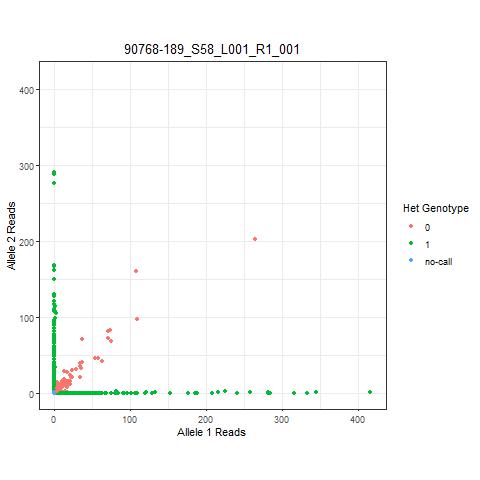 90768-189_S58_L001_R1_001
Allele 2 Reads
400
300
200
100
0
0 100 200 300 400
Allele 1 Reads
Het Genotype
0
1
no-call